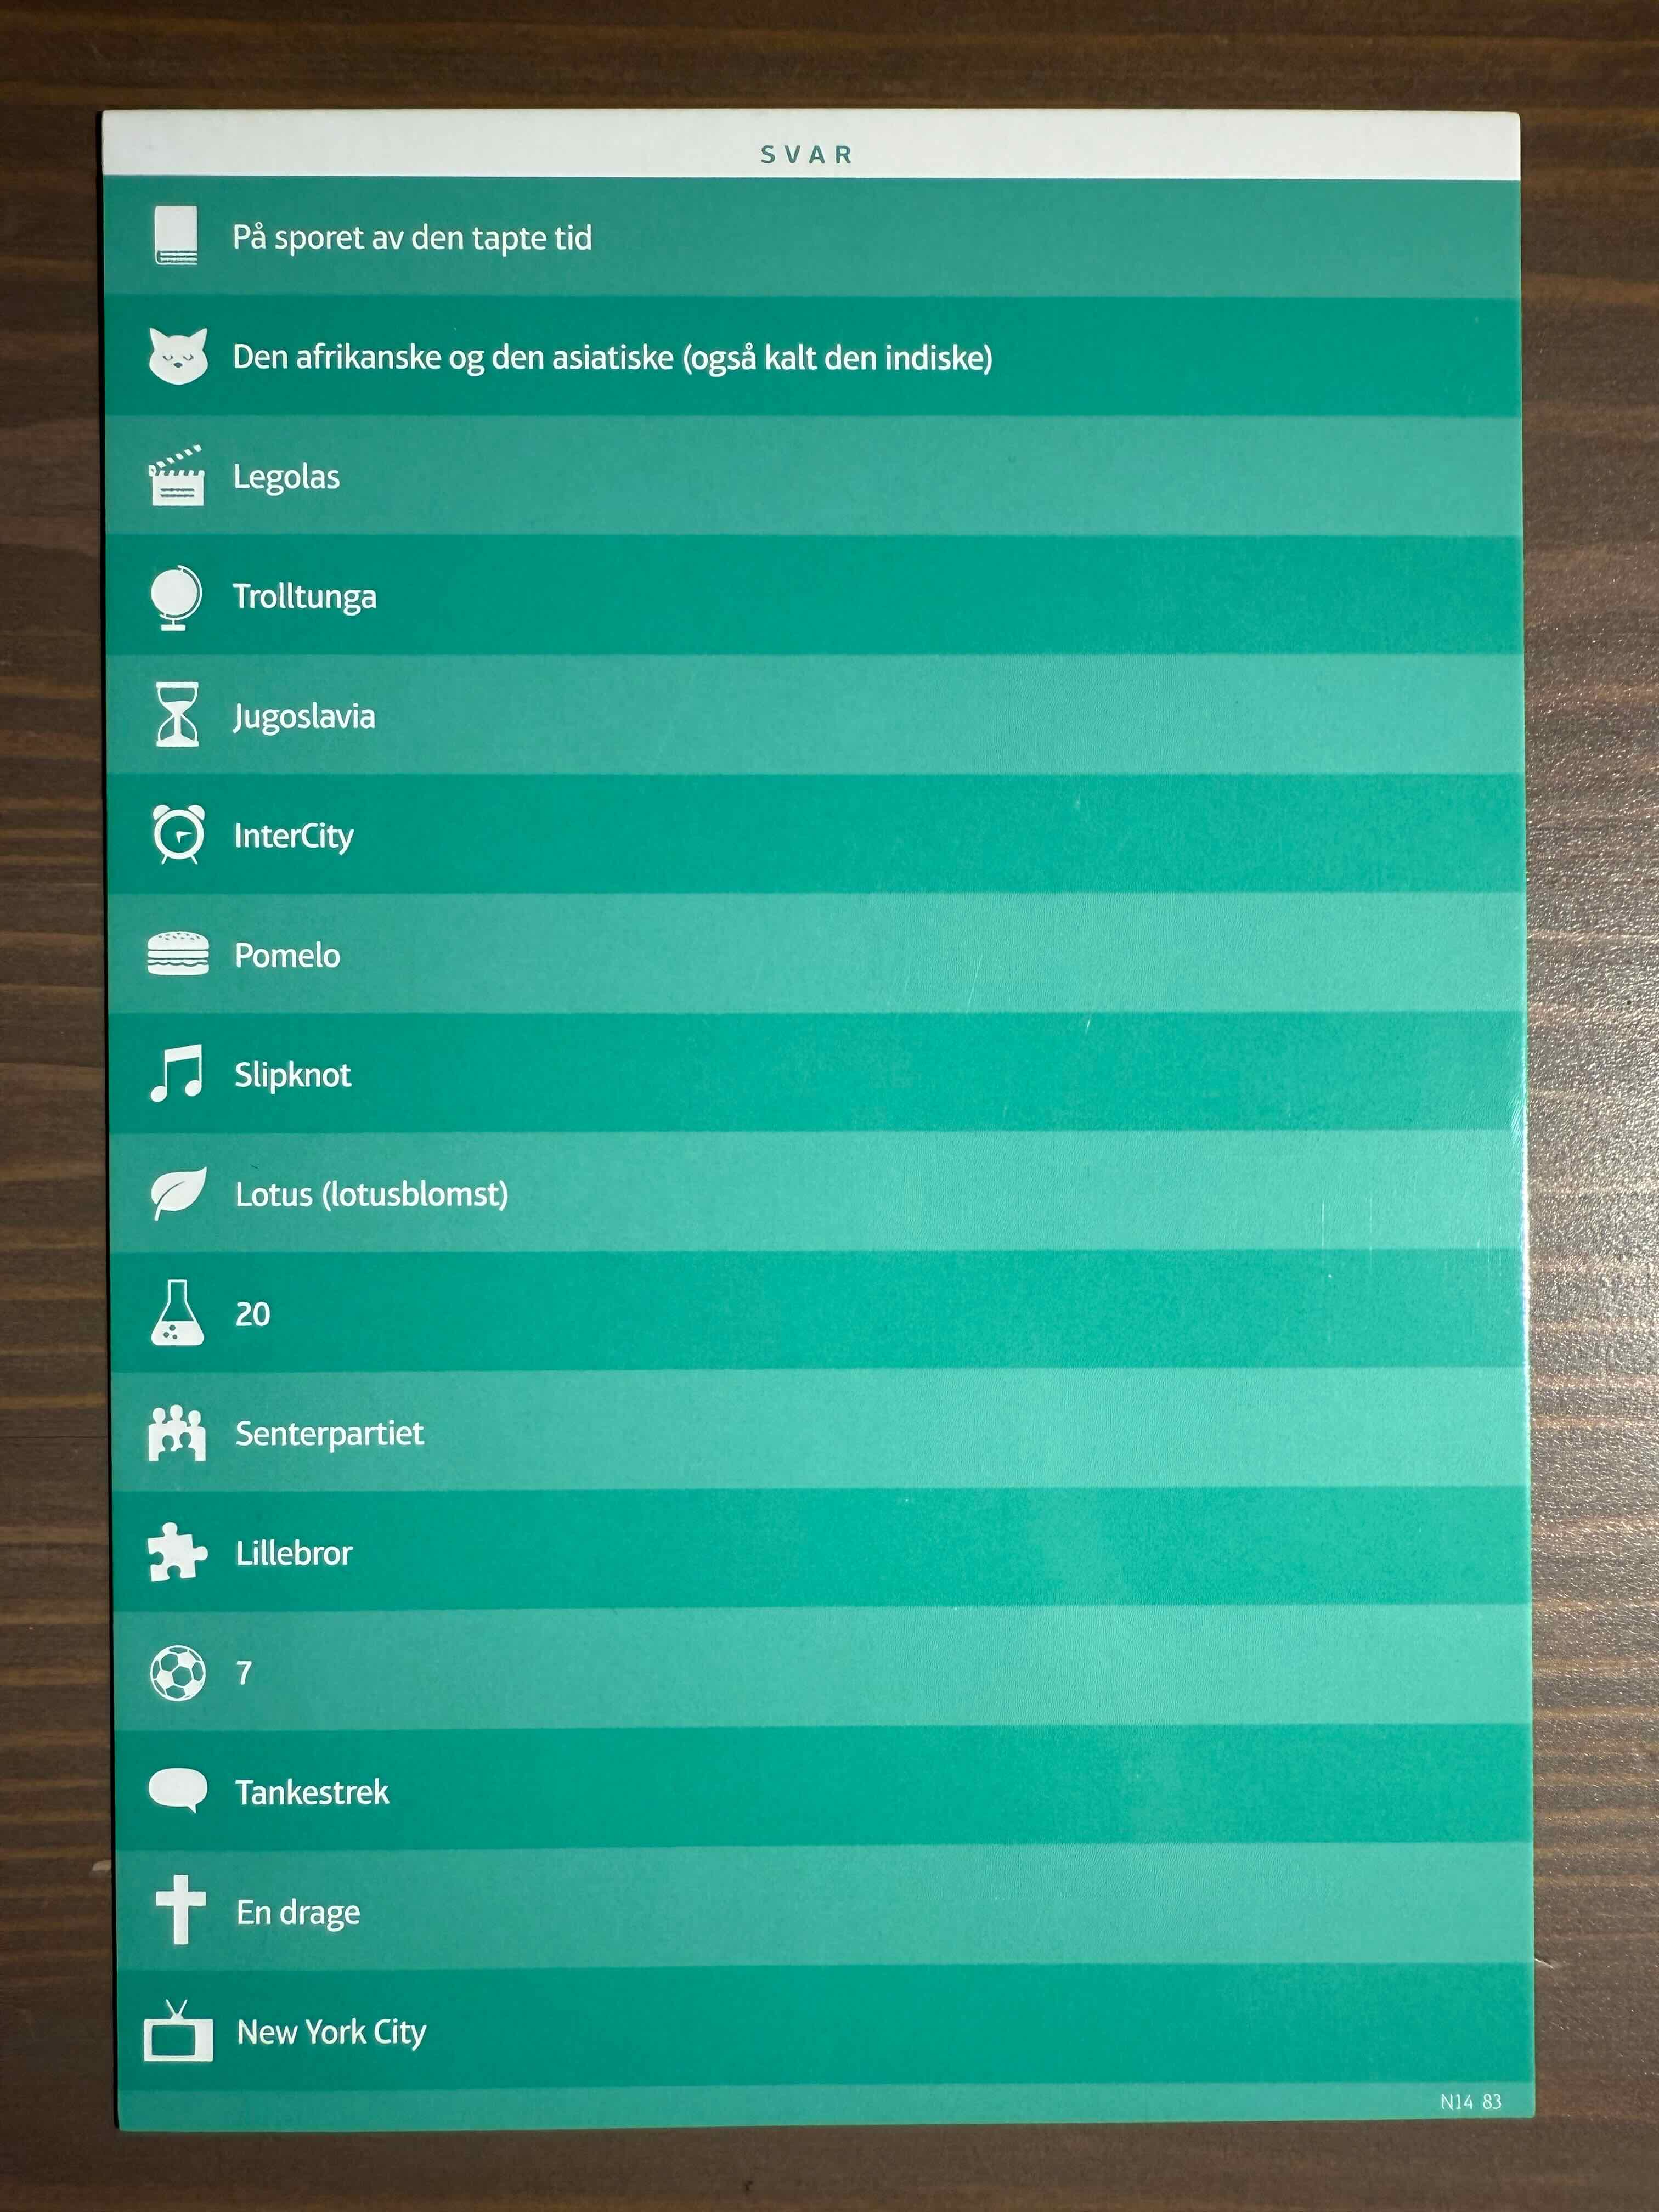 SVAR
På sporet av den tapte tid
Den afrikanske og den asiatiske (også kalt den indiske)
Legolas
Trolltunga
Jugoslavia
InterCity
Pomelo
Slipknot
Lotus (lotusblomst)
20
Senterpartiet
Lillebror
7
Tankestrek
En drage
New York City
N14 83